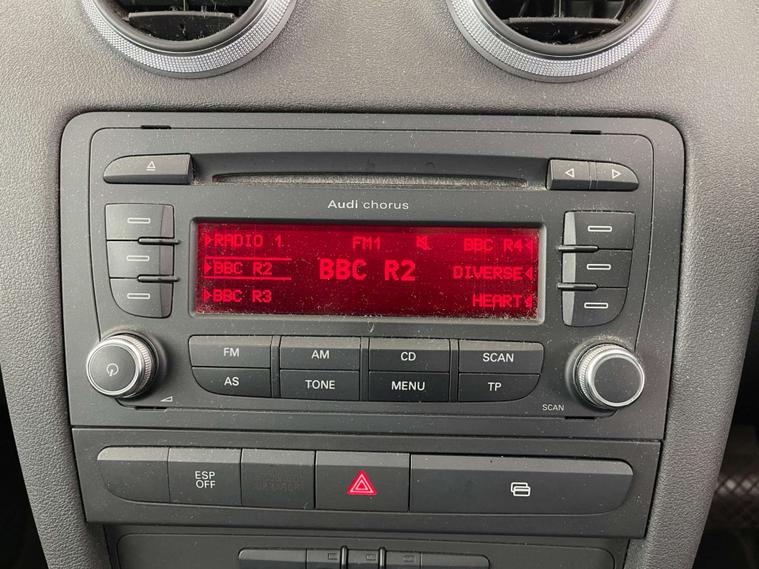 Audi chorus
RADIO 1 FM1 BBC R4
BBC R2 BBC R2 DIVERSE
BBC R3 HEART
FM AM CD SCAN
AS TONE MENU TP
SCAN
ESP
OFF